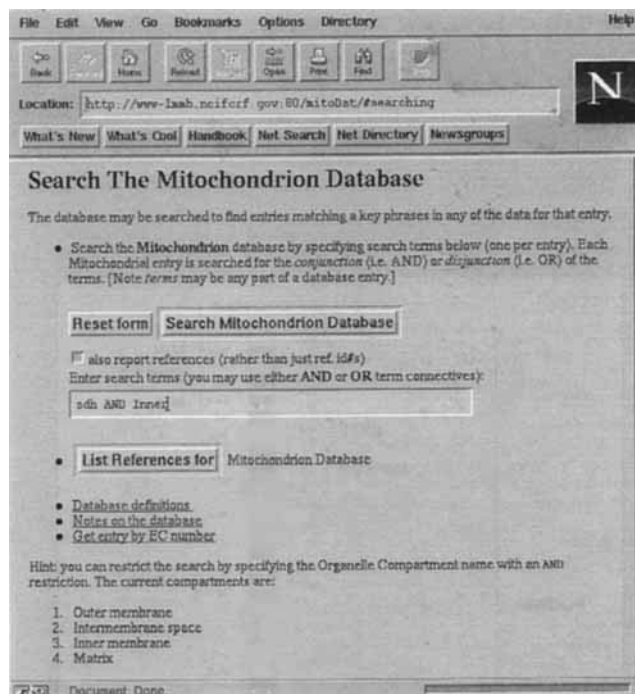 File Edit View Go Bookmarks Options Directory Help
Back Home Reload Open Print Find
Location: http://www-lmmb.ncifcrf.gov:80/mitoDat/#searching
N
What's New What's Cool Handbook Net Search Net Directory Newsgroups
Search The Mitochondrion Database
The database may be searched to find entries matching a key phrases in any of the data for that entry.
• Search the Mitochondrion database by specifying search terms below (one per entry). Each
Mitochondrial entry is searched for the conjunction (i.e. AND) or disjunction (i.e. OR) of the
terms. [Note terms may be any part of a database entry.]
Reset form Search Mitochondrion Database
also report references (rather than just ref. id#s)
Enter search terms (you may use either AND or OR term connectives):
sdh AND Inner
• List References for Mitochondrion Database
• Database definitions
• Notes on the database
• Get entry by EC number
Hint: you can restrict the search by specifying the Organelle Compartment name with an AND
restriction. The current compartments are:
1. Outer membrane
2. Intermembrane space
3. Inner membrane
4. Matrix
Document: Done